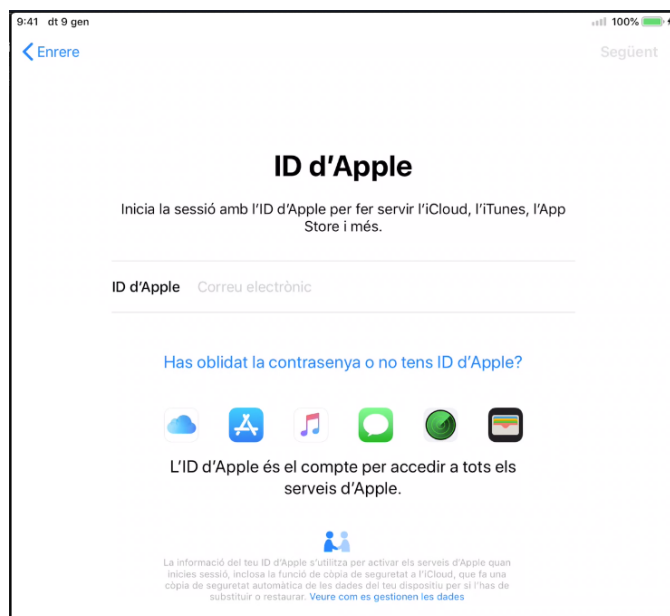 9:41 dt 9 gen
100%
Enrere
Següent
ID d'Apple
Inicia la sessió amb l'ID d'Apple per fer servir l'iCloud, l'iTunes, l'App
Store i més.
ID d'Apple Correu electrònic
Has oblidat la contrasenya o no tens ID d'Apple?
L'ID d'Apple és el compte per accedir a tots els
serveis d'Apple.
La informació del teu ID d'Apple s'utilitza per activar els serveis d'Apple quan
inicies sessió, inclosa la funció de còpia de seguretat a l'iCloud, que fa una
còpia de seguretat automàtica de les dades del teu dispositiu per si l'has de
substituir o restaurar. Veure com es gestionen les dades